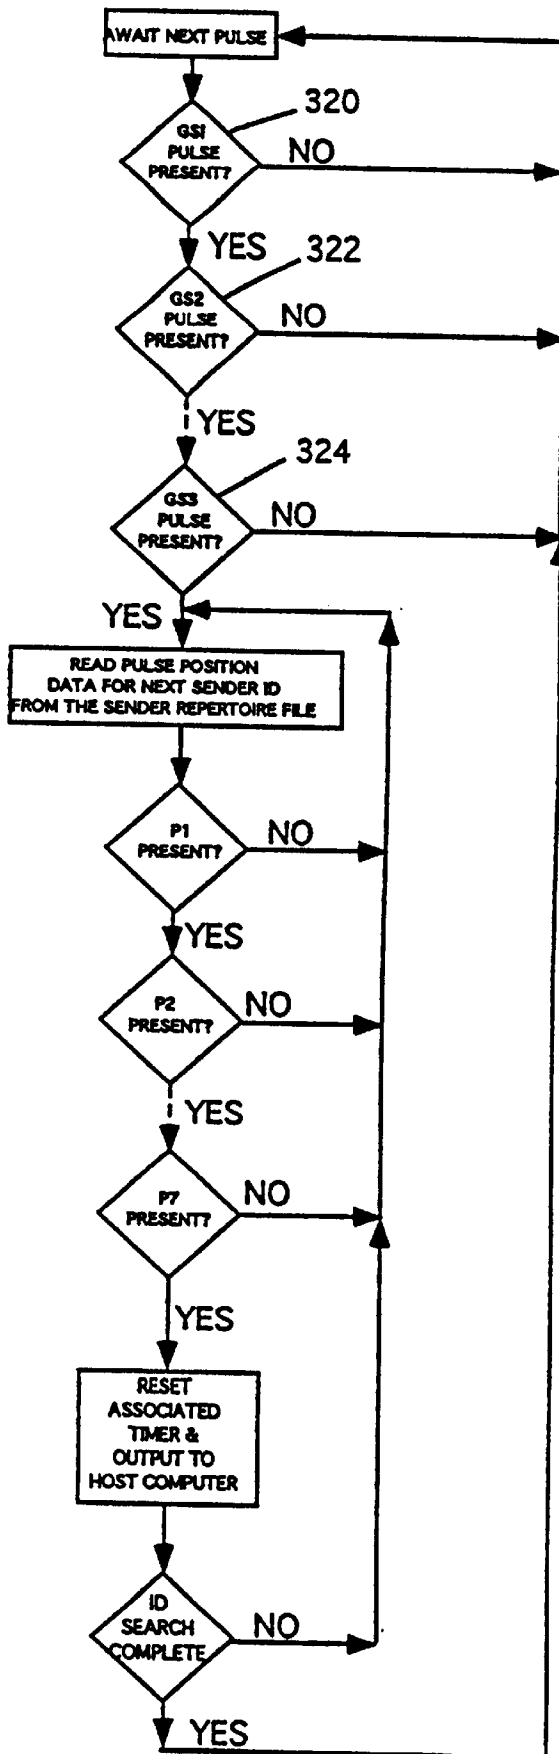 AWAIT NEXT PULSE
320
GS1
PULSE
PRESENT?
NO
YES
322
GS2
PULSE
PRESENT?
NO
YES
324
GS3
PULSE
PRESENT?
NO
YES
READ PULSE POSITION
DATA FOR NEXT SENDER ID
FROM THE SENDER REPERTOIRE FILE
P1
PRESENT?
NO
YES
P2
PRESENT?
NO
YES
P7
PRESENT?
NO
YES
RESET
ASSOCIATED
TIMER &
OUTPUT TO
HOST COMPUTER
ID
SEARCH
COMPLETE
NO
YES